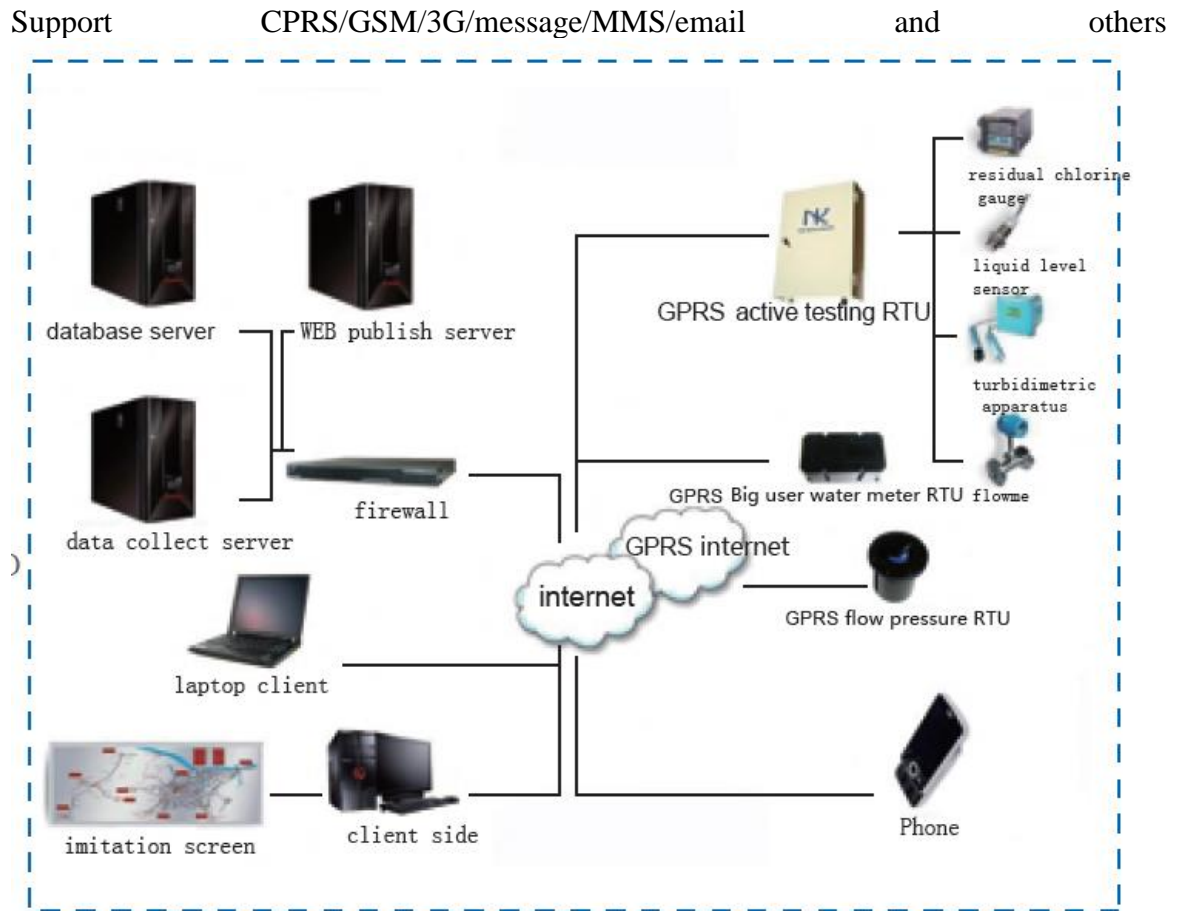 Support CPRS/GSM/3G/message/MMS/email and others
residual chlorine
gauge
NK
liquid level
sensor
GPRS active testing RTU
database server
WEB publish server
turbidimetric
apparatus
GPRS Big user water meter RTU
flowme
firewall
data collect server
GPRS internet
internet
GPRS flow pressure RTU
laptop client
Phone
client side
imitation screen